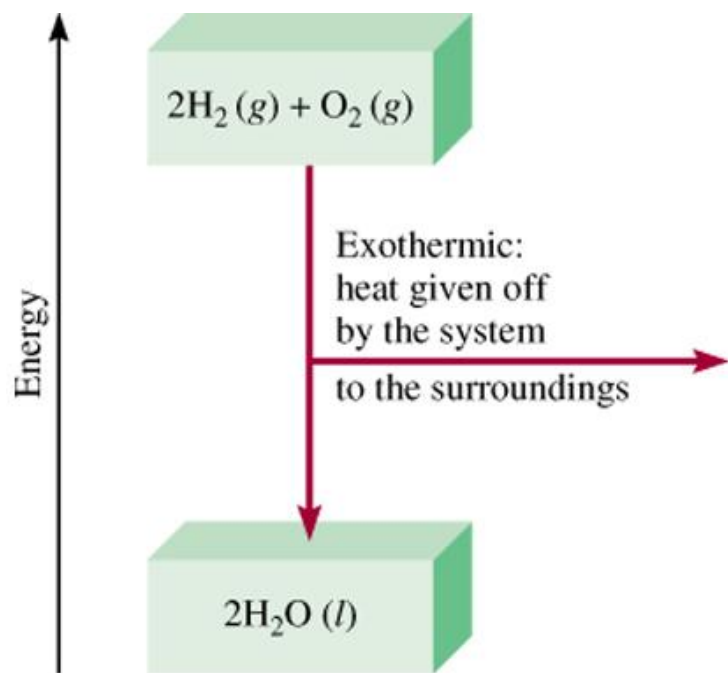 2H₂ (g) + O₂ (g)
Exothermic:
heat given off
by the system
to the surroundings
Energy
2H₂O (l)